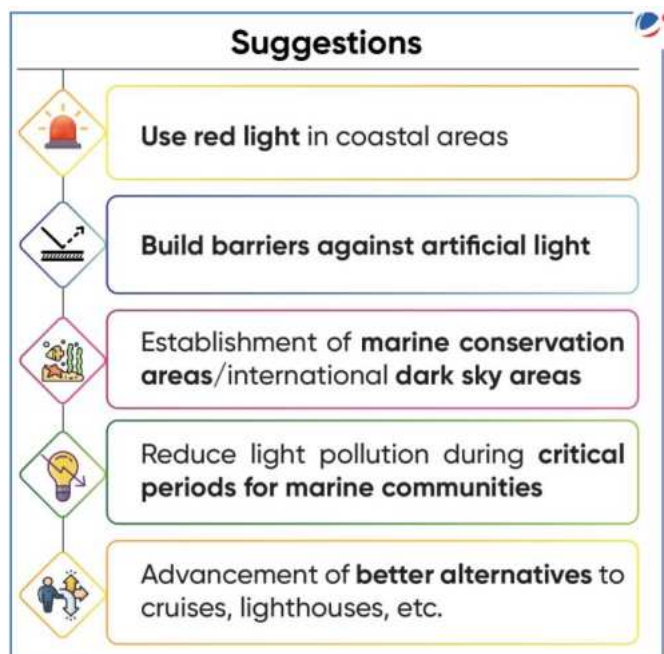 Suggestions
Use red light in coastal areas
Build barriers against artificial light
Establishment of marine conservation
areas/international dark sky areas
Reduce light pollution during critical
periods for marine communities
Advancement of better alternatives to
cruises, lighthouses, etc.